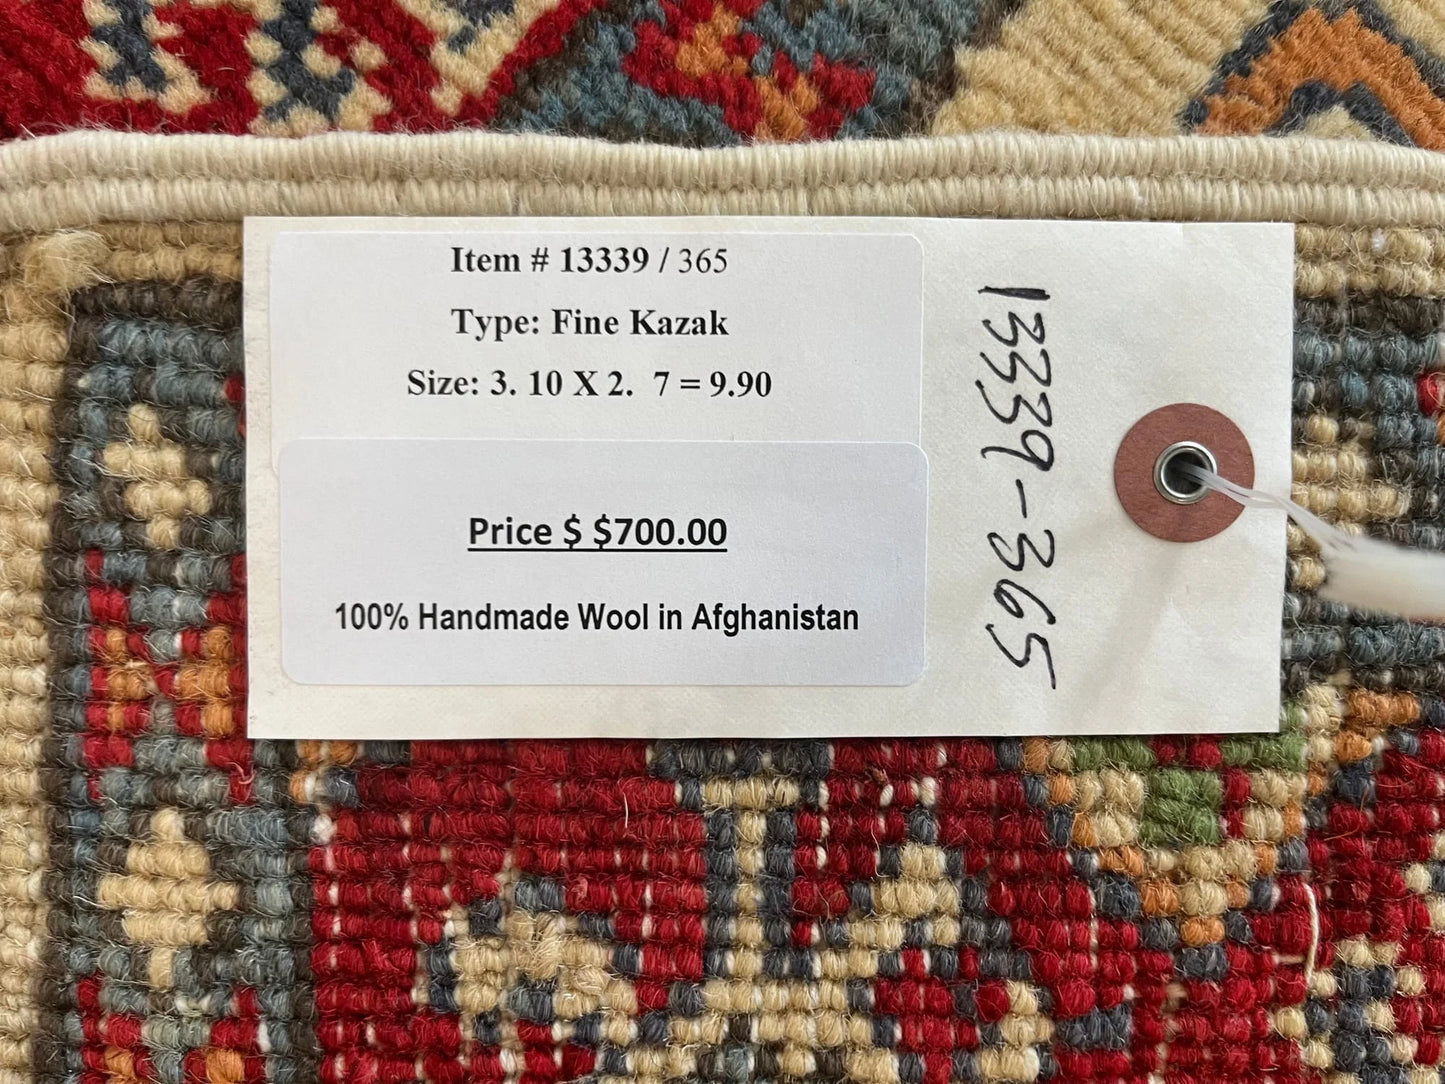 Item # 13339 / 365
Type: Fine Kazak
Size: 3. 10 X 2.  7 = 9.90
Price $ $700.00
100% Handmade Wool in Afghanistan
13339-365